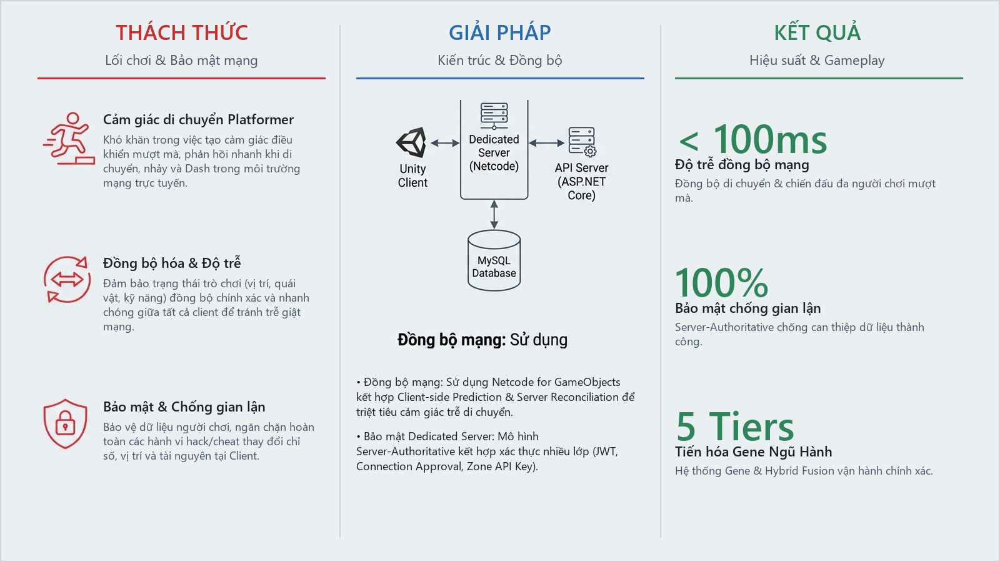 THÁCH THỨC
Lối chơi & Bảo mật mạng
Cảm giác di chuyển Platformer
Khó khăn trong việc tạo cảm giác điều
khiển mượt mà, phản hồi nhanh khi di
chuyển, nhảy và Dash trong môi trường
mạng trực tuyến.
Đồng bộ hóa & Độ trễ
Đảm bảo trạng thái trò chơi (vị trí, quái
vật, kỹ năng) đồng bộ chính xác và nhanh
chóng giữa tất cả client để tránh trễ giật
mạng.
Bảo mật & Chống gian lận
Bảo vệ dữ liệu người chơi, ngăn chặn hoàn
toàn các hành vi hack/cheat thay đổi chỉ
số, vị trí và tài nguyên tại Client.
GIẢI PHÁP
Kiến trúc & Đồng bộ
Unity
Client
Dedicated
Server
(Netcode)
API Server
(ASP.NET
Core)
MySQL
Database
Đồng bộ mạng: Sử dụng
• Đồng bộ mạng: Sử dụng Netcode for GameObjects
kết hợp Client-side Prediction & Server Reconciliation để
triệt tiêu cảm giác trễ di chuyển.
• Bảo mật Dedicated Server: Mô hình
Server-Authoritative kết hợp xác thực nhiều lớp (JWT,
Connection Approval, Zone API Key).
KẾT QUẢ
Hiệu suất & Gameplay
< 100ms
Độ trễ đồng bộ mạng
Đồng bộ di chuyển & chiến đấu đa người chơi mượt
mà.
100%
Bảo mật chống gian lận
Server-Authoritative chống can thiệp dữ liệu thành
công.
5 Tiers
Tiến hóa Gene Ngũ Hành
Hệ thống Gene & Hybrid Fusion vận hành chính xác.